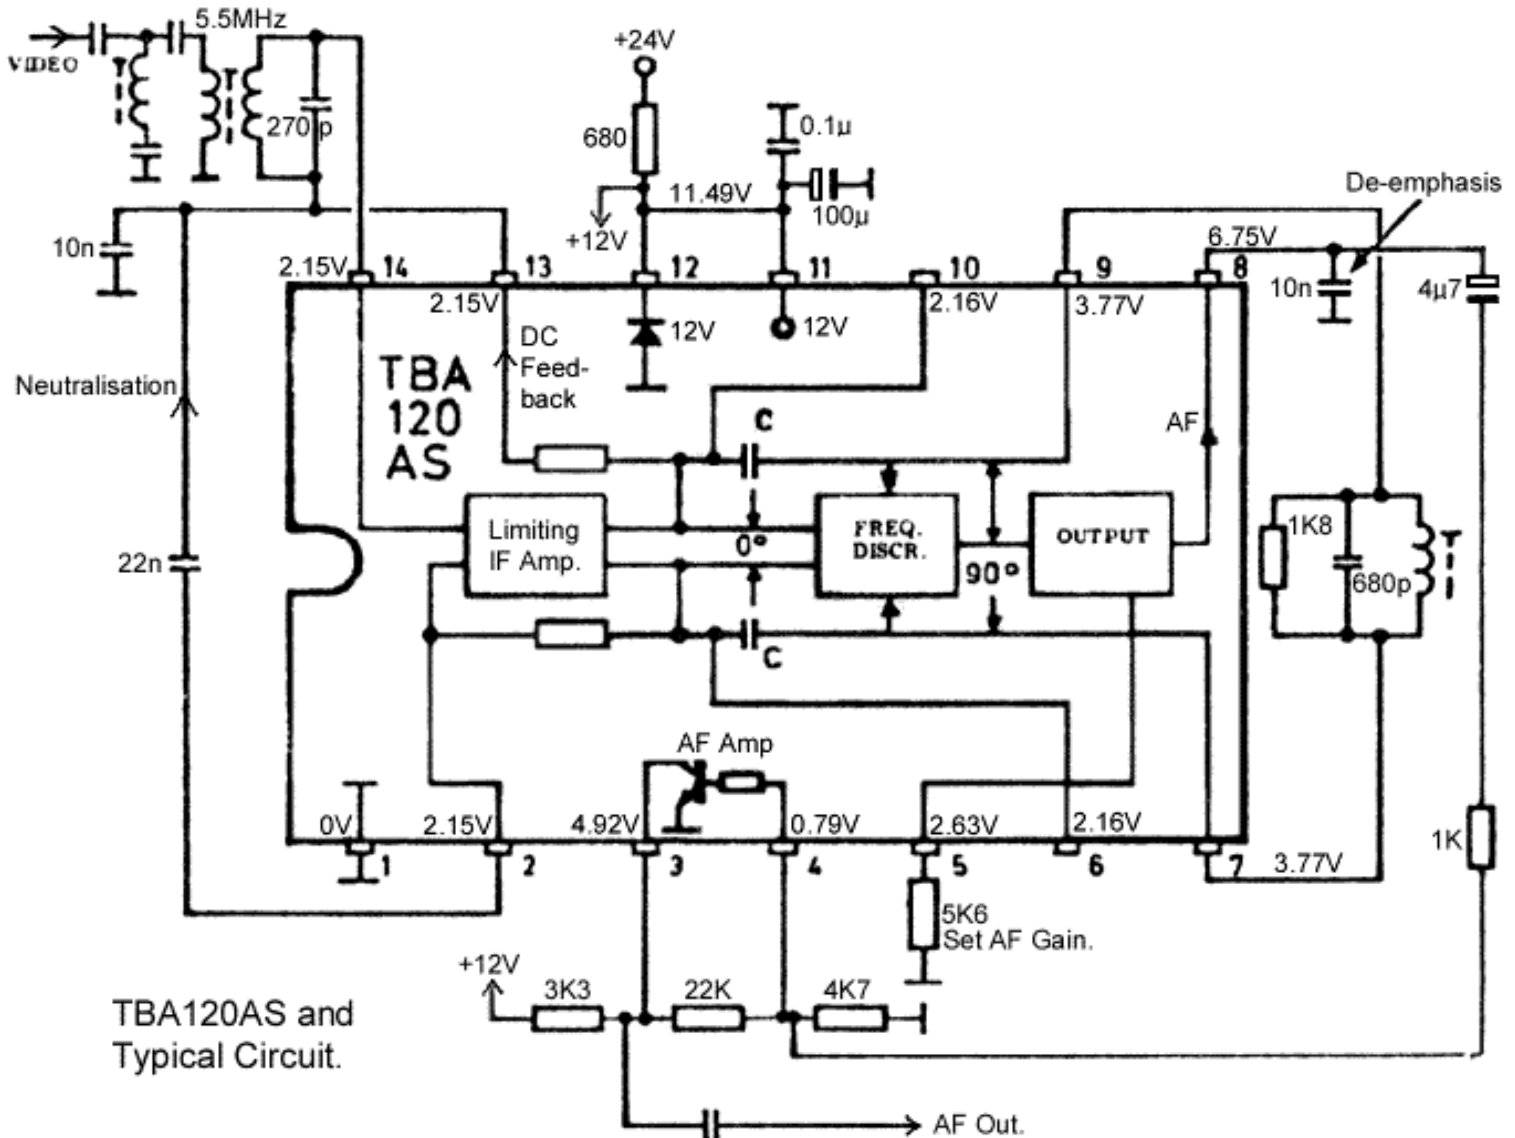 5.5MHz
VIDEO
270 p
+24V
680
0.1µ
11.49V
100µ
+12V
De-emphasis
6.75V
10n
2.15V
14
13
12
11
10
9
8
10n
4µ7
2.15V
12V
12V
2.16V
3.77V
DC
Feed-
back
Neutralisation
TBA
120
AS
C
AF
Limiting
IF Amp.
0°
FREQ.
DISCR.
90°
OUTPUT
1K8
680p
22n
C
AF Amp
0V
2.15V
4.92V
0.79V
2.63V
2.16V
1K
1
2
3
4
5
6
7
3.77V
5K6
Set AF Gain.
+12V
3K3
22K
4K7
TBA120AS and
Typical Circuit.
AF Out.